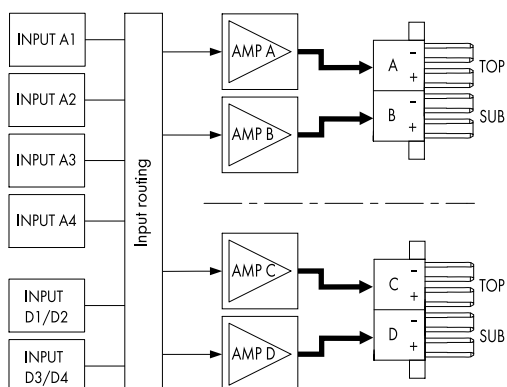 INPUT A1
INPUT A2
INPUT A3
INPUT A4
INPUT
D1/D2
INPUT
D3/D4
Input routing
AMP A
AMP B
AMP C
AMP D
A - +
TOP
B - +
SUB
C - +
TOP
D - +
SUB